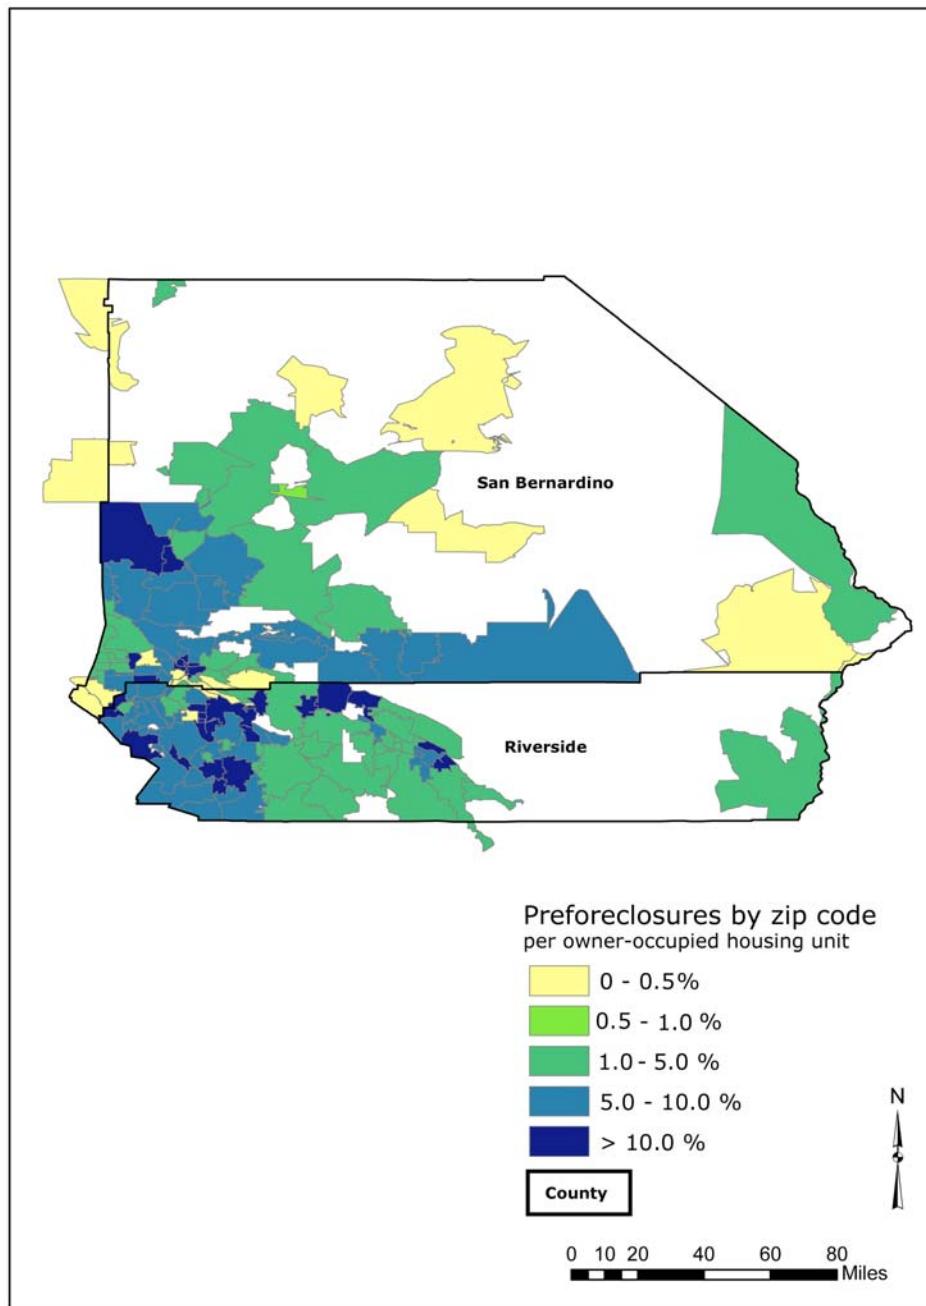 San Bernardino
Riverside
Preforeclosures by zip code
per owner-occupied housing unit
0 - 0.5%
0.5 - 1.0 %
1.0 - 5.0 %
5.0 - 10.0 %
> 10.0 %
County
N
0 10 20 40 60 80
Miles